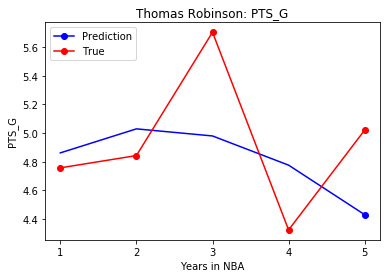 Thomas Robinson: PTS_G
Prediction
True
PTS_G
5.6
5.4
5.2
5.0
4.8
4.6
4.4
1 2 3 4 5
Years in NBA